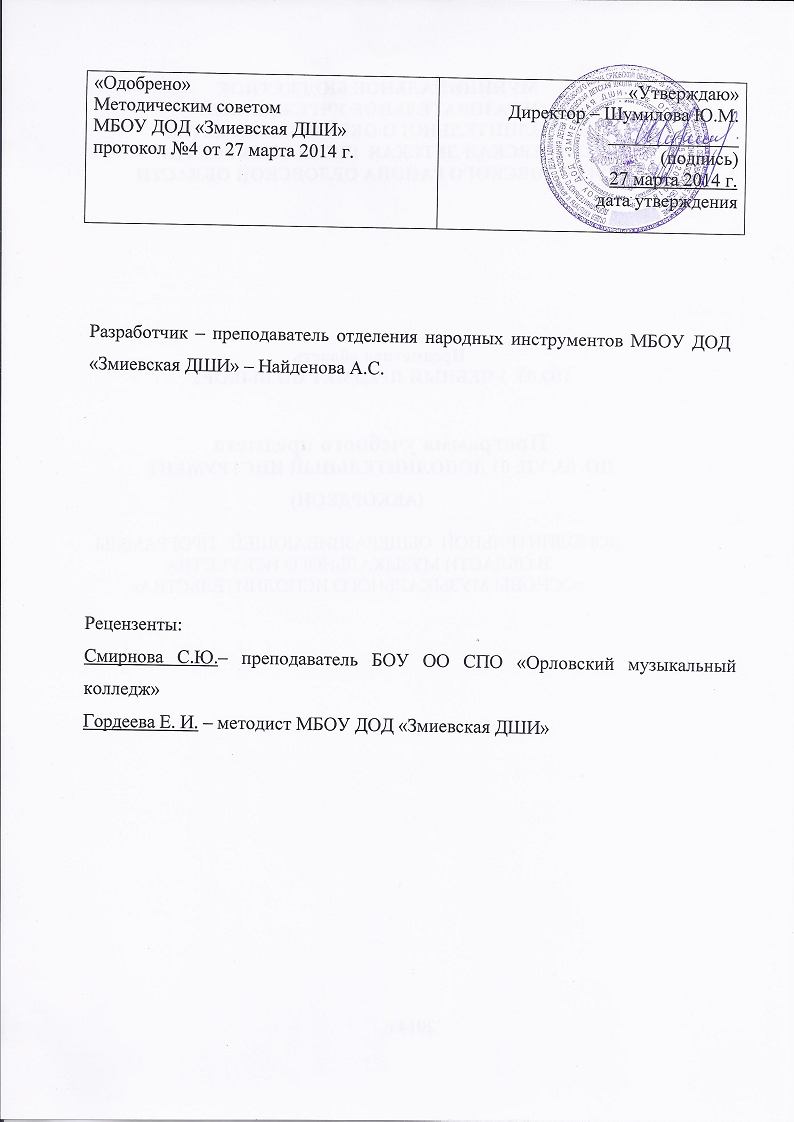 «Одобрено»
Методическим советом
МБОУ ДОД «Змиевская ДШИ»
протокол №4 от 27 марта 2014 г.
«Утверждаю»
Директор – Шумилова Ю.М.
(подпись)
27 марта 2014 г.
дата утверждения
Разработчик – преподаватель отделения народных инструментов МБОУ ДОД
«Змиевская ДШИ» – Найденова А.С.
Рецензенты:
Смирнова С.Ю.– преподаватель БОУ ОО СПО «Орловский музыкальный
колледж»
Гордеева Е. И. – методист МБОУ ДОД «Змиевская ДШИ»